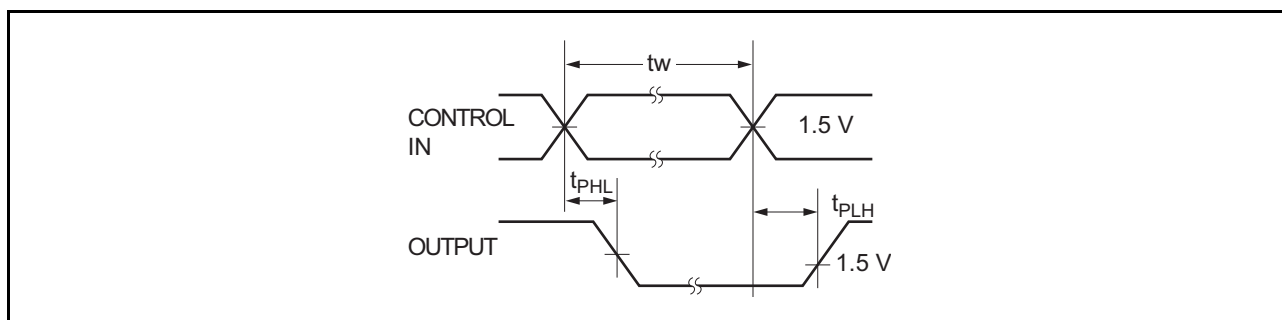 tw
CONTROL
IN
1.5 V
tPHL
tPLH
OUTPUT
1.5 V